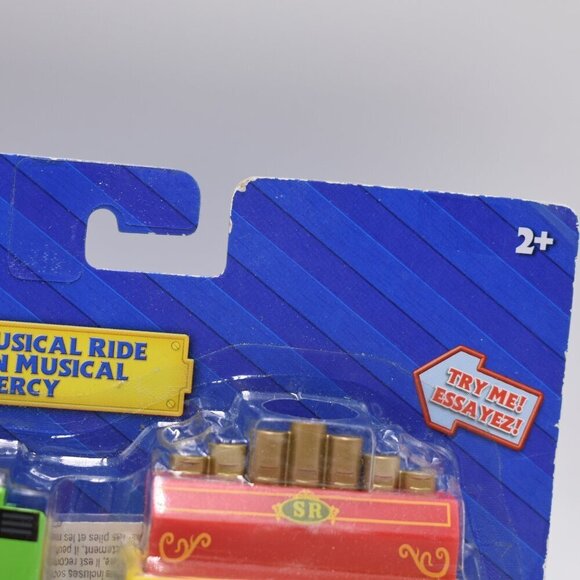 2+
USICAL RIDE
N MUSICAL
ERCY
TRY ME!
ESSAYEZ!
SR